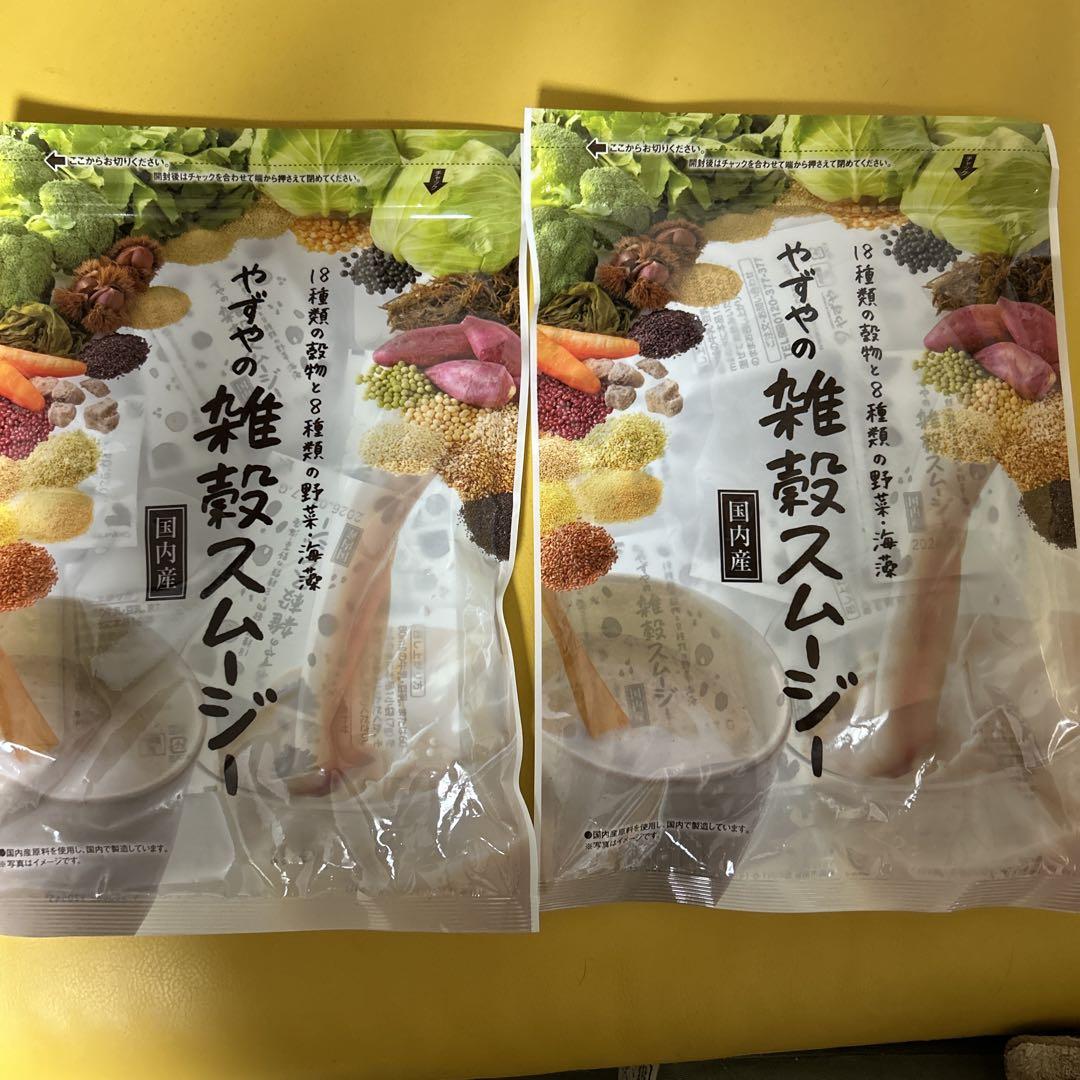 ここからお切りください。
開封後はチャックを合わせて端から押さえて閉めてください。
チャック
18種類の穀物と8種類の野菜・海藻
やずやの雑穀スムージー
国内産
●国内産原料を使用し、国内で製造しています。
※写真はイメージです。
ここからお切りください。
開封後はチャックを合わせて端から押さえて閉めてください。
チャック
18種類の穀物と8種類の野菜・海藻
やずやの雑穀スムージー
国内産
●国内産原料を使用し、国内で製造しています。
※写真はイメージです。